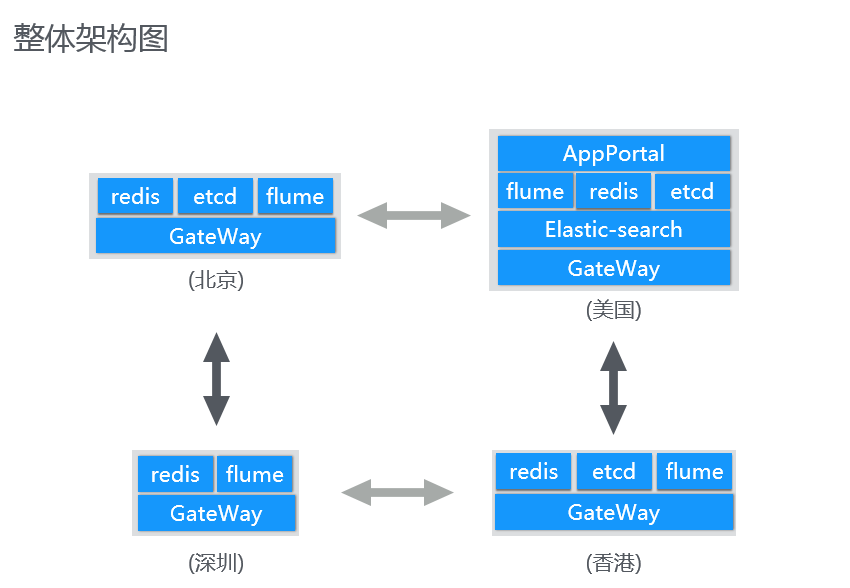 整体架构图
redis etcd flume
GateWay
(北京)
AppPortal
flume redis etcd
Elastic-search
GateWay
(美国)
redis flume
GateWay
(深圳)
redis etcd flume
GateWay
(香港)